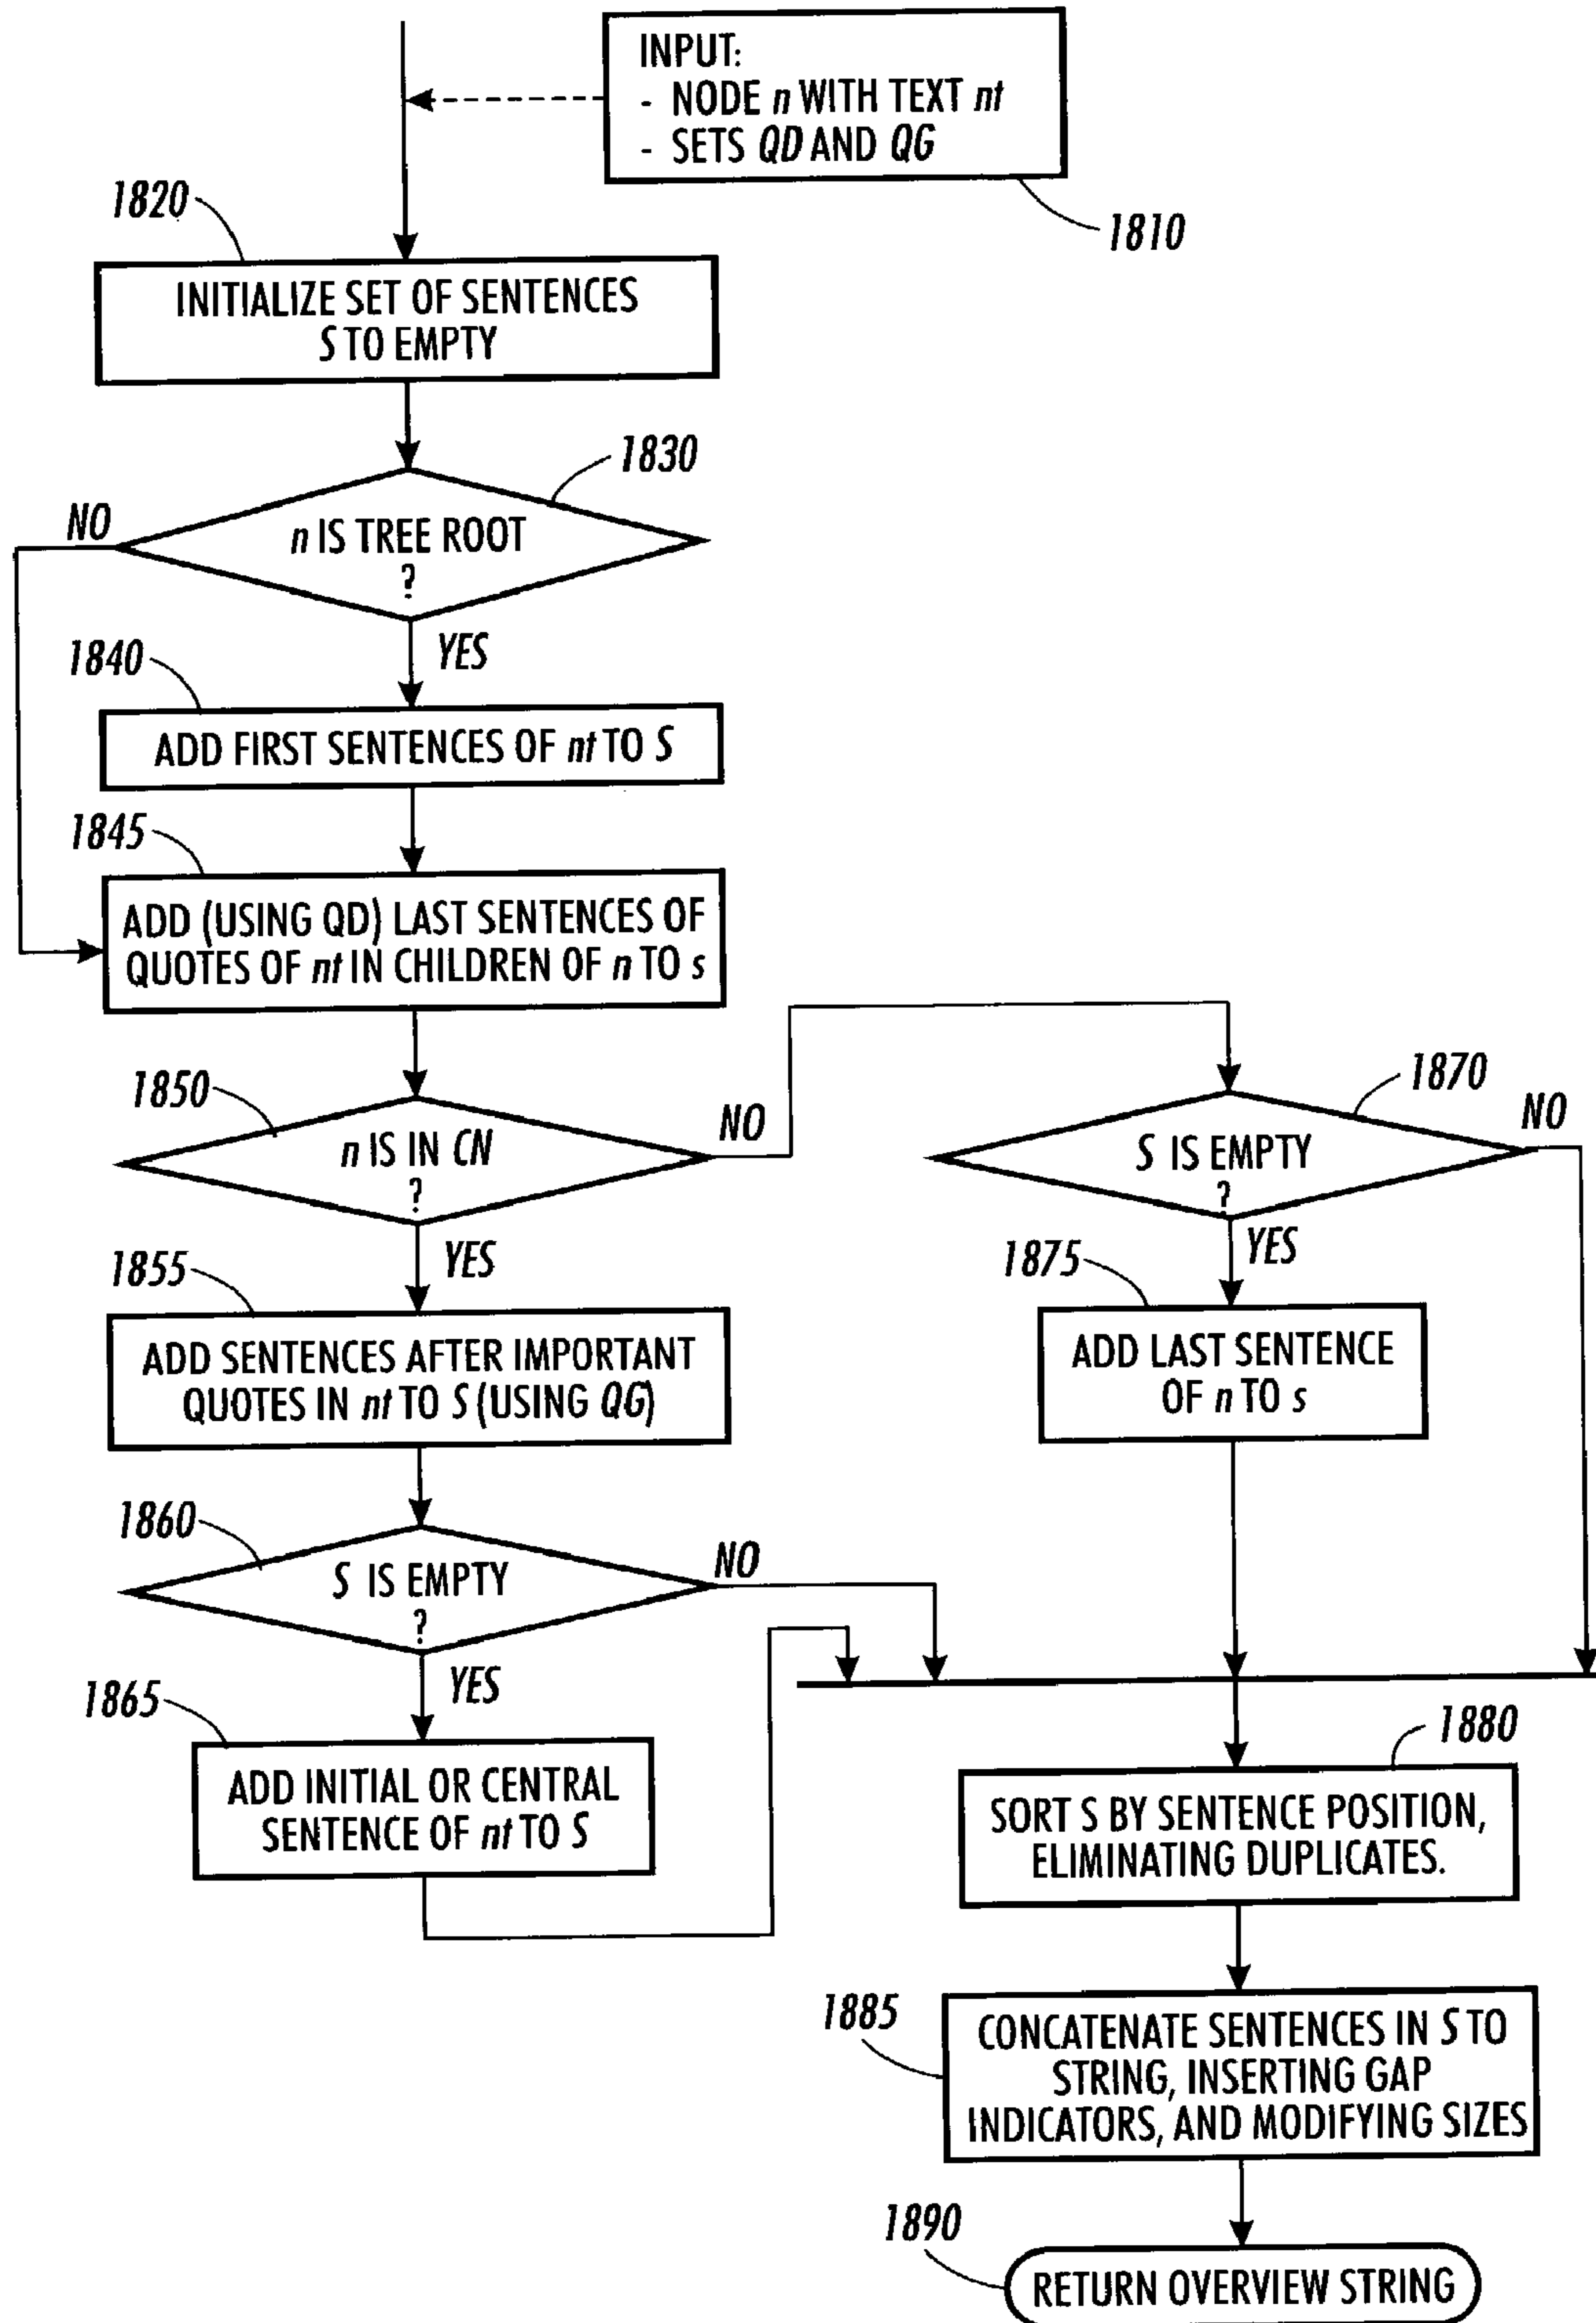 INPUT:
- NODE n WITH TEXT nt
- SETS QD AND QG
1810
1820
INITIALIZE SET OF SENTENCES
S TO EMPTY
1830
n IS TREE ROOT
?
NO
YES
1840
ADD FIRST SENTENCES OF nt TO S
1845
ADD (USING QD) LAST SENTENCES OF
QUOTES OF nt IN CHILDREN OF n TO s
1850
n IS IN CN
?
NO
YES
1870
S IS EMPTY
?
NO
YES
1855
ADD SENTENCES AFTER IMPORTANT
QUOTES IN nt TO S (USING QG)
1875
ADD LAST SENTENCE
OF n TO s
1860
S IS EMPTY
?
NO
YES
1865
ADD INITIAL OR CENTRAL
SENTENCE OF nt TO S
1880
SORT S BY SENTENCE POSITION,
ELIMINATING DUPLICATES.
1885
CONCATENATE SENTENCES IN S TO
STRING, INSERTING GAP
INDICATORS, AND MODIFYING SIZES
1890
RETURN OVERVIEW STRING